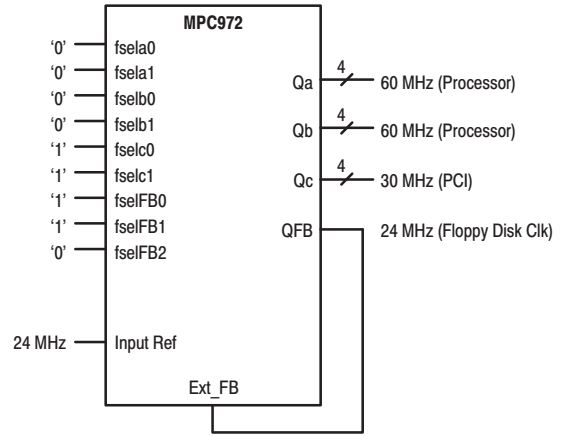 MPC972
‘0’ fsela0
‘0’ fsela1
‘0’ fselb0
‘0’ fselb1
‘1’ fselc0
‘1’ fselc1
‘1’ fselFB0
‘1’ fselFB1
‘0’ fselFB2
24 MHz Input Ref
Qa 4 60 MHz (Processor)
Qb 4 60 MHz (Processor)
Qc 4 30 MHz (PCI)
QFB 24 MHz (Floppy Disk Clk)
Ext_FB